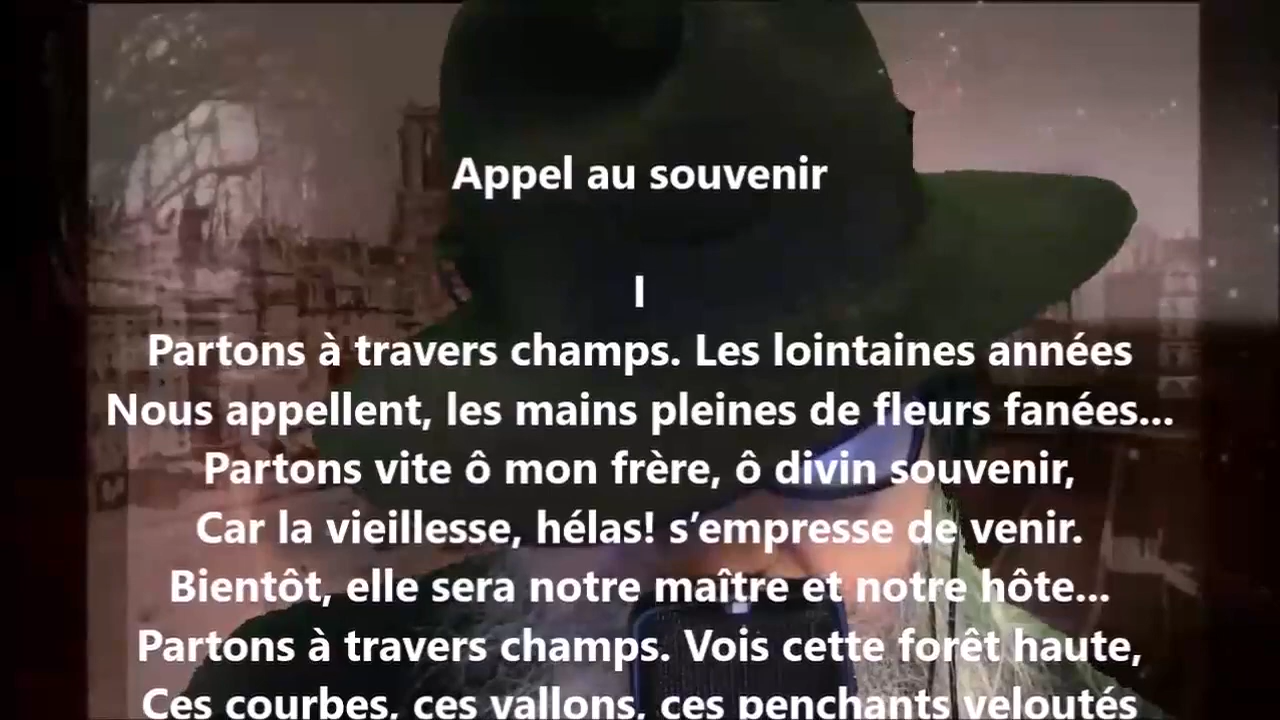 Appel au souvenir
I
Partons à travers champs. Les lointaines années
Nous appellent, les mains pleines de fleurs fanées...
Partons vite ô mon frère, ô divin souvenir,
Car la vieillesse, hélas! s’empresse de venir.
Bientôt, elle sera notre maître et notre hôte...
Partons à travers champs. Vois cette forêt haute,
Ces courbes, ces vallons, ces penchants veloutés